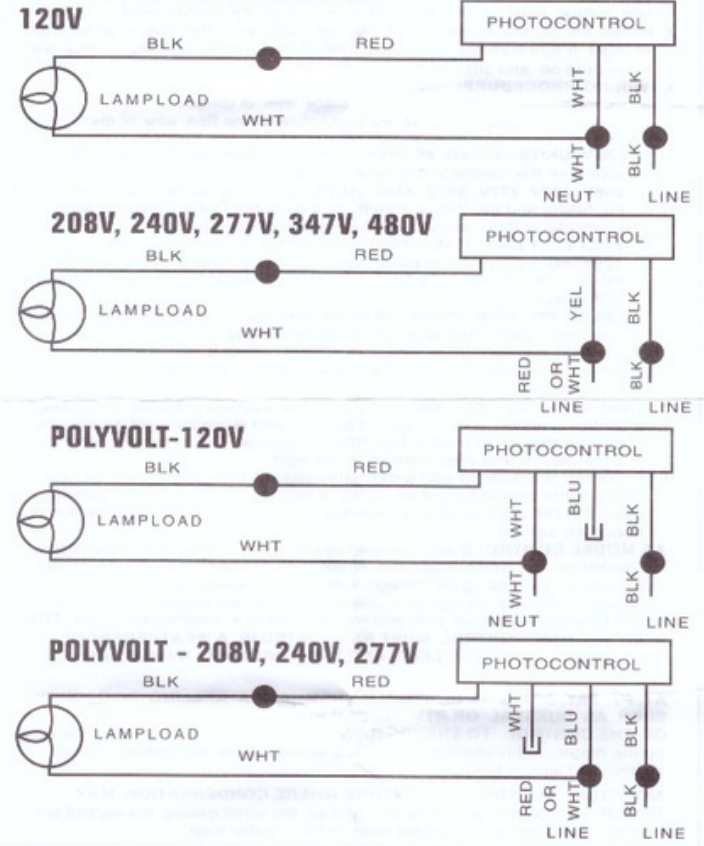 120V
PHOTOCONTROL
BLK RED
WHT BLK
LAMPLOAD
WHT
WHT BLK
NEUT LINE
208V, 240V, 277V, 347V, 480V
PHOTOCONTROL
BLK RED
YEL BLK
LAMPLOAD
WHT
RED OR WHT BLK
LINE LINE
POLYVOLT-120V
PHOTOCONTROL
BLK RED
WHT BLU BLK
LAMPLOAD
WHT
WHT BLK
NEUT LINE
POLYVOLT - 208V, 240V, 277V
PHOTOCONTROL
BLK RED
WHT BLU BLK
LAMPLOAD
WHT
RED OR WHT BLK
LINE LINE